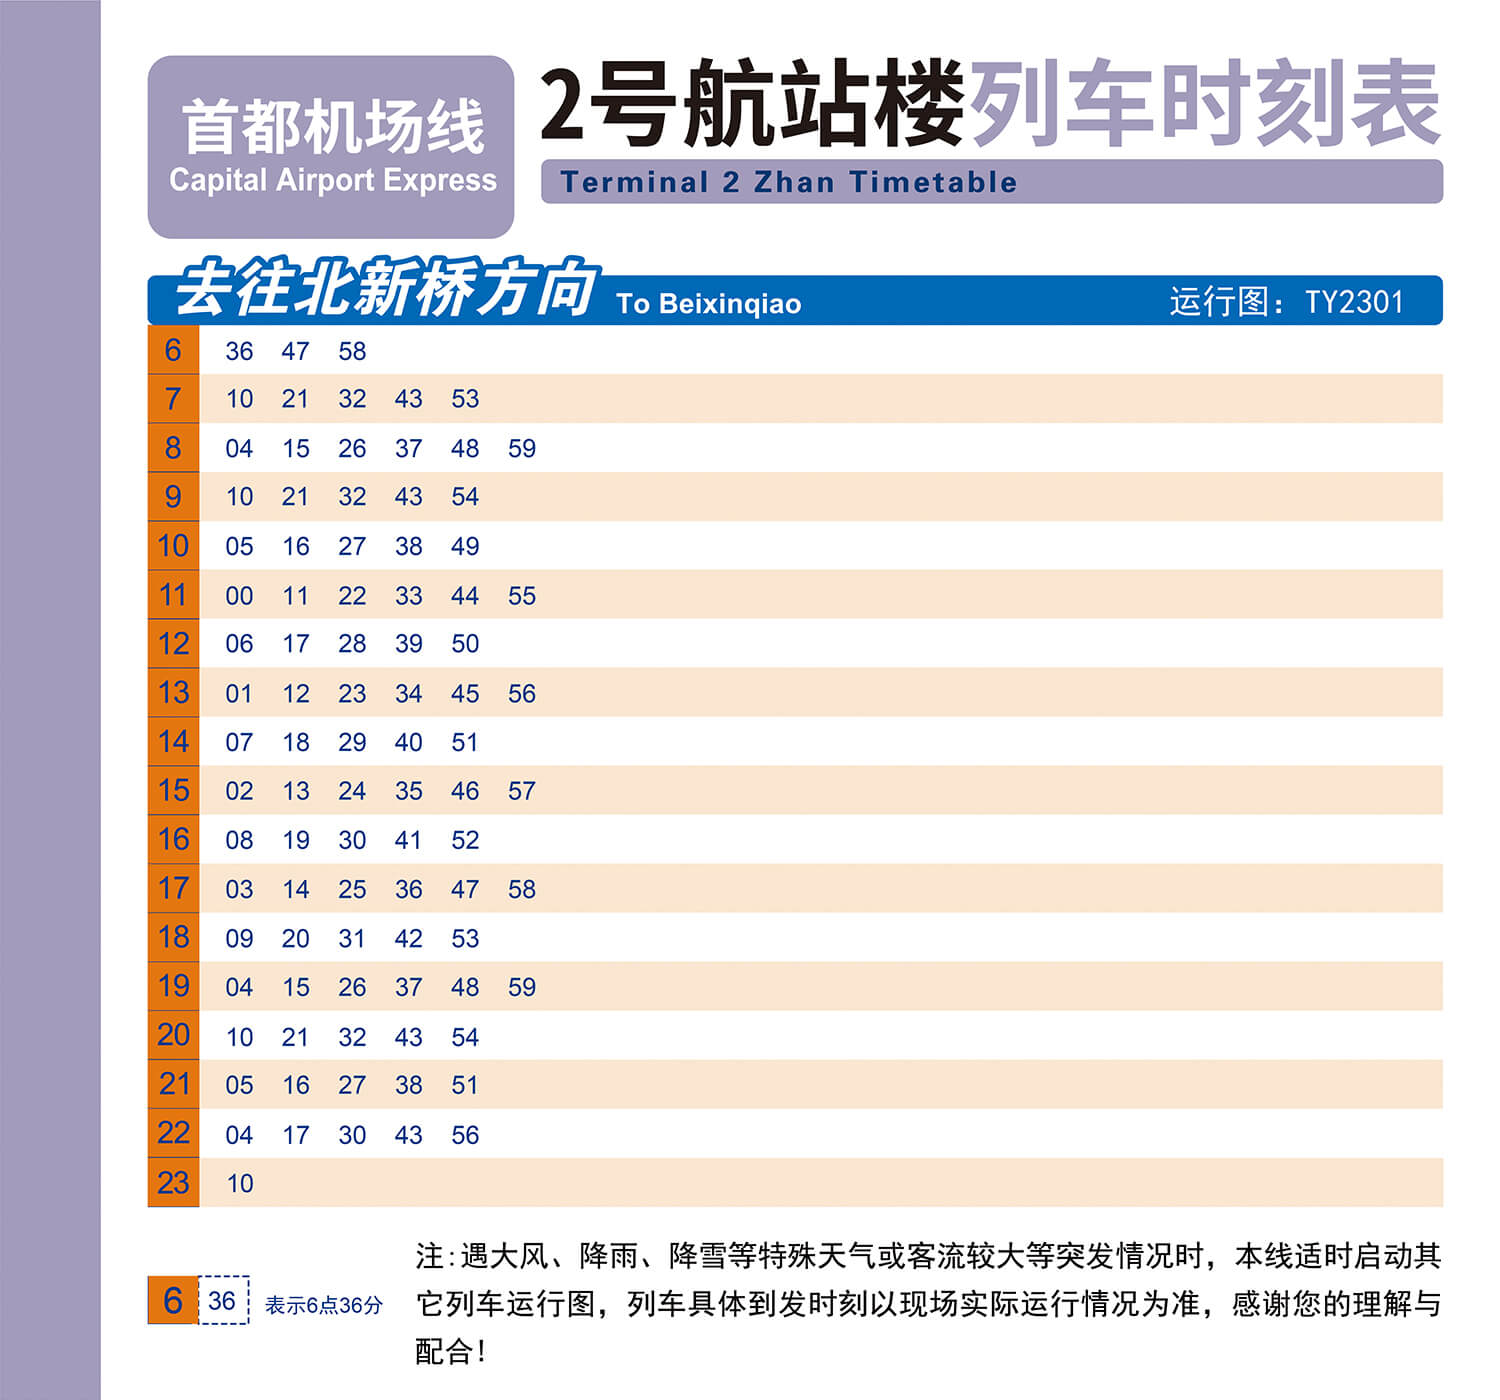 首都机场线
Capital Airport Express
2号航站楼列车时刻表
Terminal 2 Zhan Timetable
去往北新桥方向 To Beixinqiao 运行图：TY2301
6 36 47 58
7 10 21 32 43 53
8 04 15 26 37 48 59
9 10 21 32 43 54
10 05 16 27 38 49
11 00 11 22 33 44 55
12 06 17 28 39 50
13 01 12 23 34 45 56
14 07 18 29 40 51
15 02 13 24 35 46 57
16 08 19 30 41 52
17 03 14 25 36 47 58
18 09 20 31 42 53
19 04 15 26 37 48 59
20 10 21 32 43 54
21 05 16 27 38 51
22 04 17 30 43 56
23 10
6 36 表示6点36分
注:遇大风、降雨、降雪等特殊天气或客流较大等突发情况时，本线适时启动其
它列车运行图，列车具体到发时刻以现场实际运行情况为准，感谢您的理解与
配合!